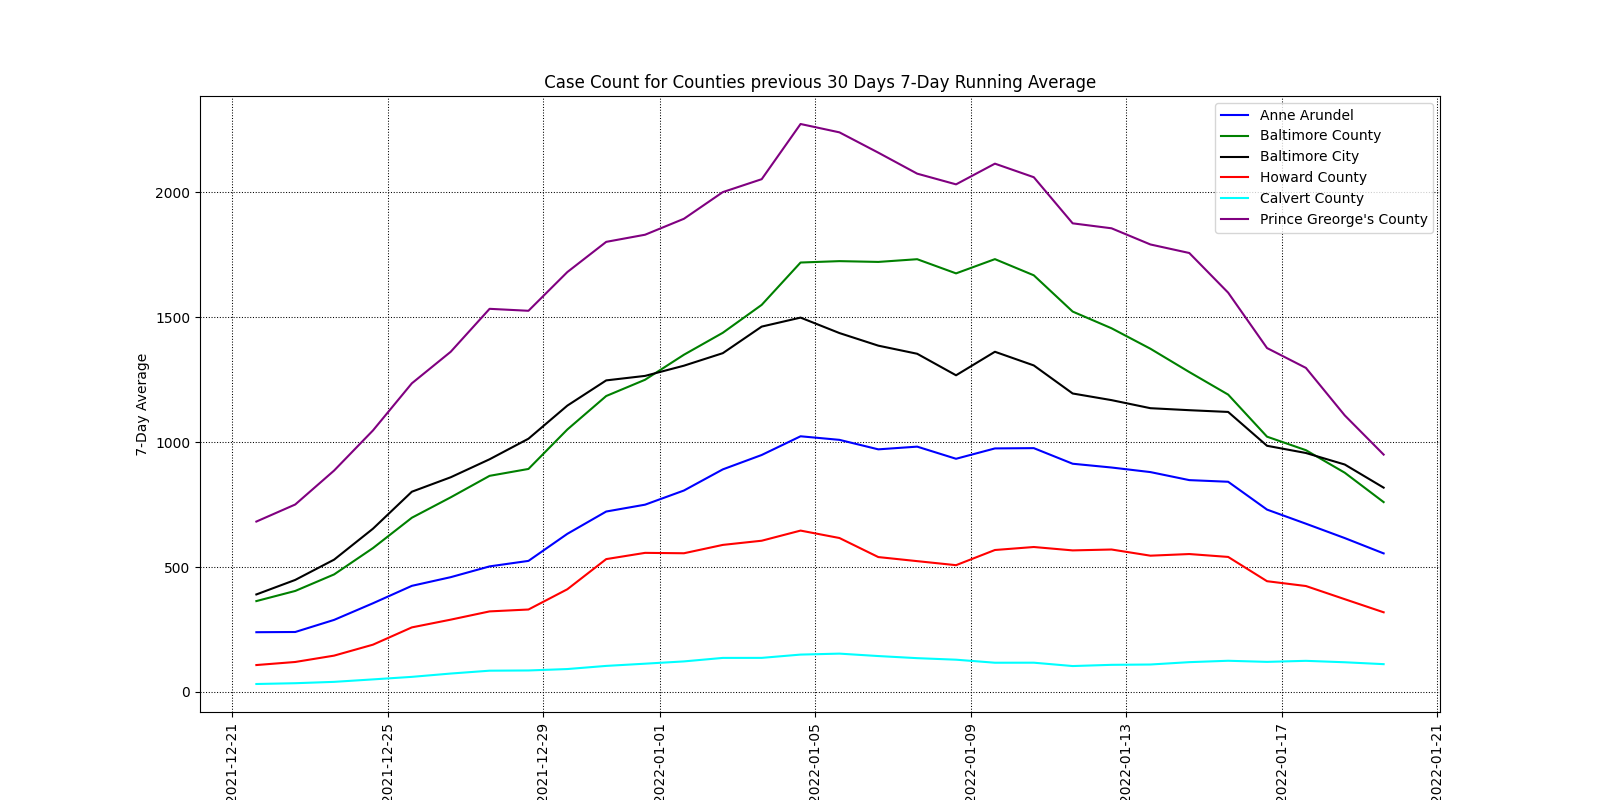 Case Count for Counties previous 30 Days 7-Day Running Average
Anne Arundel
Baltimore County
Baltimore City
Howard County
Calvert County
Prince Greorge's County
7-Day Average
2000
1500
1000
500
0
2021-12-21
2021-12-25
2021-12-29
2022-01-01
2022-01-05
2022-01-09
2022-01-13
2022-01-17
2022-01-21